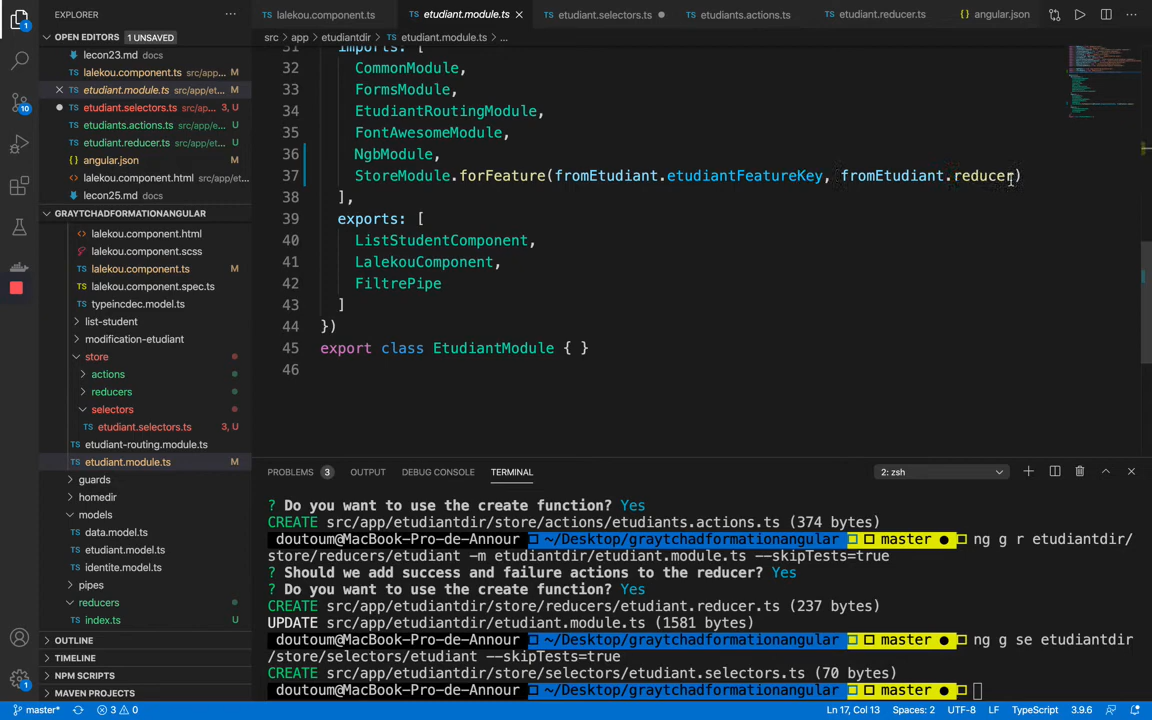 EXPLORER
OPEN EDITORS 1 UNSAVED
lecon23.md docs
lalekou.component.ts src/app... M
etudiant.module.ts src/app/et... M
etudiant.selectors.ts src/ap... 3, U
etudiants.actions.ts src/app/e... U
etudiant.reducer.ts src/app/et... U
angular.json
lalekou.component.html src/ap...
lecon25.md docs
GRAYTCHADFORMATIONANGULAR
lalekou.component.html
lalekou.component.scss
lalekou.component.ts M
lalekou.component.spec.ts
typeincdec.model.ts
list-student
modification-etudiant
store
actions
reducers
selectors
etudiant.selectors.ts 3, U
etudiant-routing.module.ts
etudiant.module.ts M
guards
homedir
models
data.model.ts
etudiant.model.ts
identite.model.ts
pipes
reducers
index.ts U
OUTLINE
TIMELINE
NPM SCRIPTS
MAVEN PROJECTS
lalekou.component.ts etudiant.module.ts etudiant.selectors.ts etudiants.actions.ts etudiant.reducer.ts angular.json
src > app > etudiantdir > etudiant.module.ts > ...
31 imports: [
32 CommonModule,
33 FormsModule,
34 EtudiantRoutingModule,
35 FontAwesomeModule,
36 NgbModule,
37 StoreModule.forFeature(fromEtudiant.etudiantFeatureKey, fromEtudiant.reducer)
38 ],
39 exports: [
40 ListStudentComponent,
41 LalekouComponent,
42 FiltrePipe
43 ]
44 })
45 export class EtudiantModule { }
46
PROBLEMS 3 OUTPUT DEBUG CONSOLE TERMINAL 2: zsh
? Do you want to use the create function? Yes
CREATE src/app/etudiantdir/store/actions/etudiants.actions.ts (374 bytes)
doutoum@MacBook-Pro-de-Annour ~/Desktop/graytchadformationangular master ● ng g r etudiantdir/
store/reducers/etudiant -m etudiantdir/etudiant.module.ts --skipTests=true
? Should we add success and failure actions to the reducer? Yes
? Do you want to use the create function? Yes
CREATE src/app/etudiantdir/store/reducers/etudiant.reducer.ts (237 bytes)
UPDATE src/app/etudiantdir/etudiant.module.ts (1581 bytes)
doutoum@MacBook-Pro-de-Annour ~/Desktop/graytchadformationangular master ● ng g se etudiantdir
/store/selectors/etudiant --skipTests=true
CREATE src/app/etudiantdir/store/selectors/etudiant.selectors.ts (70 bytes)
doutoum@MacBook-Pro-de-Annour ~/Desktop/graytchadformationangular master ●
master* 3 0 Ln 17, Col 13 Spaces: 2 UTF-8 LF TypeScript 3.9.6
1
10
1